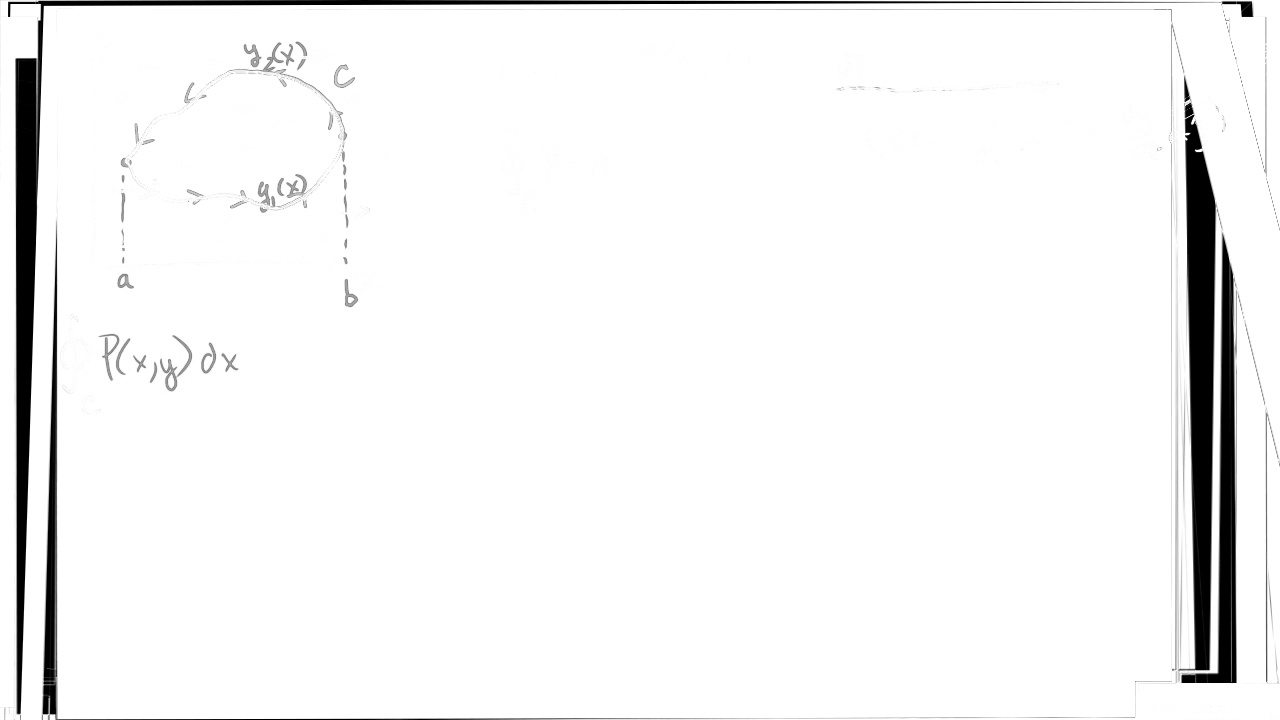 y₂(x)
C
y₁(x)
a
b
P(x,y)dx